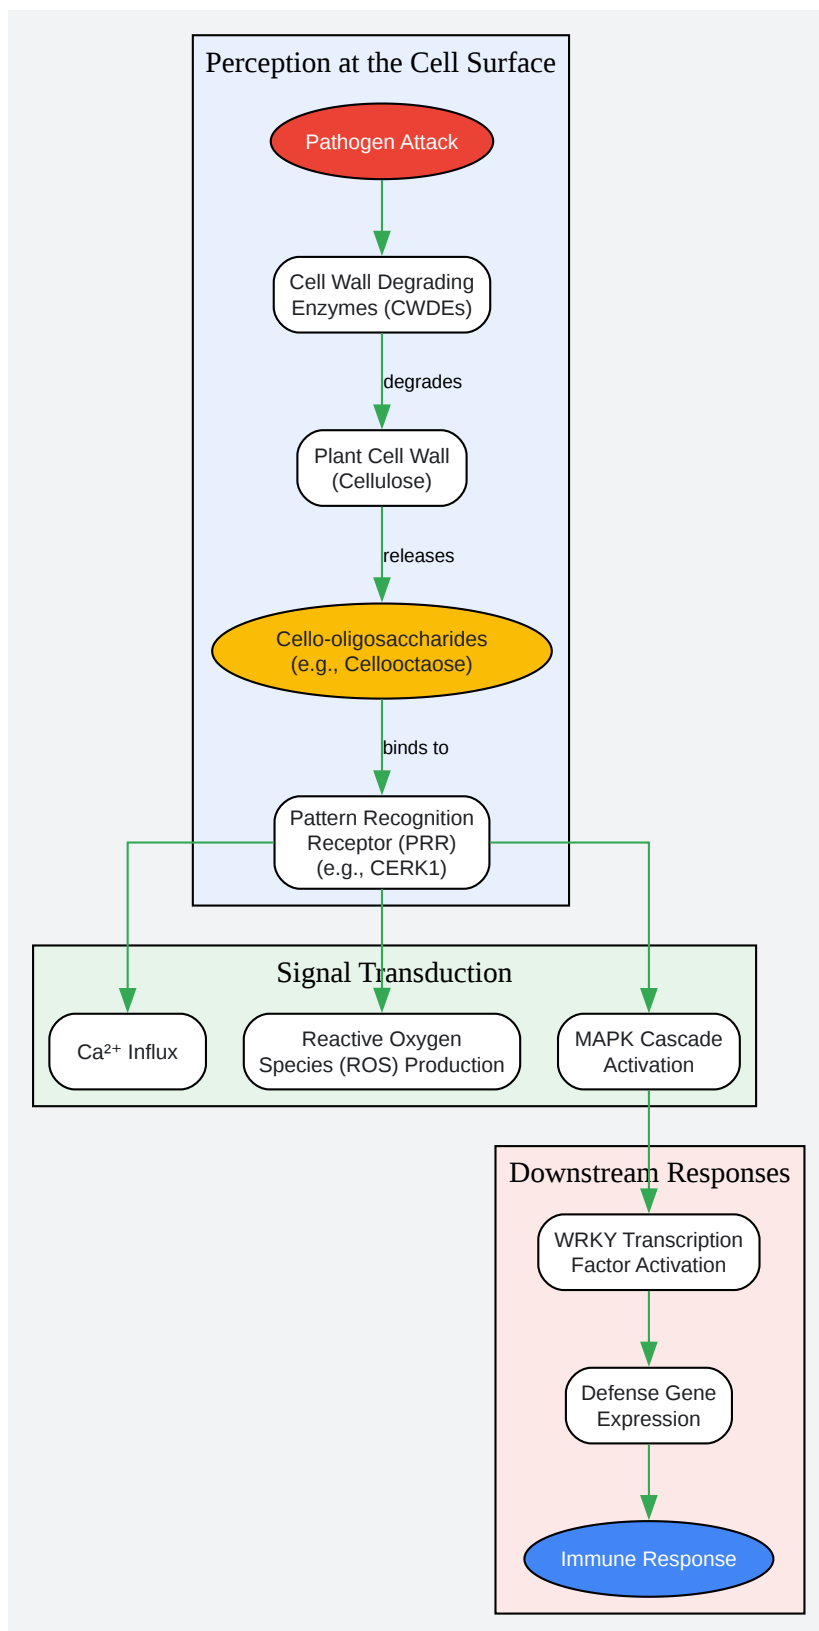 Perception at the Cell Surface
Pathogen Attack
Cell Wall Degrading
Enzymes (CWDEs)
degrades
Plant Cell Wall
(Cellulose)
releases
Cello-oligosaccharides
(e.g., Cellooctaose)
binds to
Pattern Recognition
Receptor (PRR)
(e.g., CERK1)
Signal Transduction
Ca²⁺ Influx
Reactive Oxygen
Species (ROS) Production
MAPK Cascade
Activation
Downstream Responses
WRKY Transcription
Factor Activation
Defense Gene
Expression
Immune Response